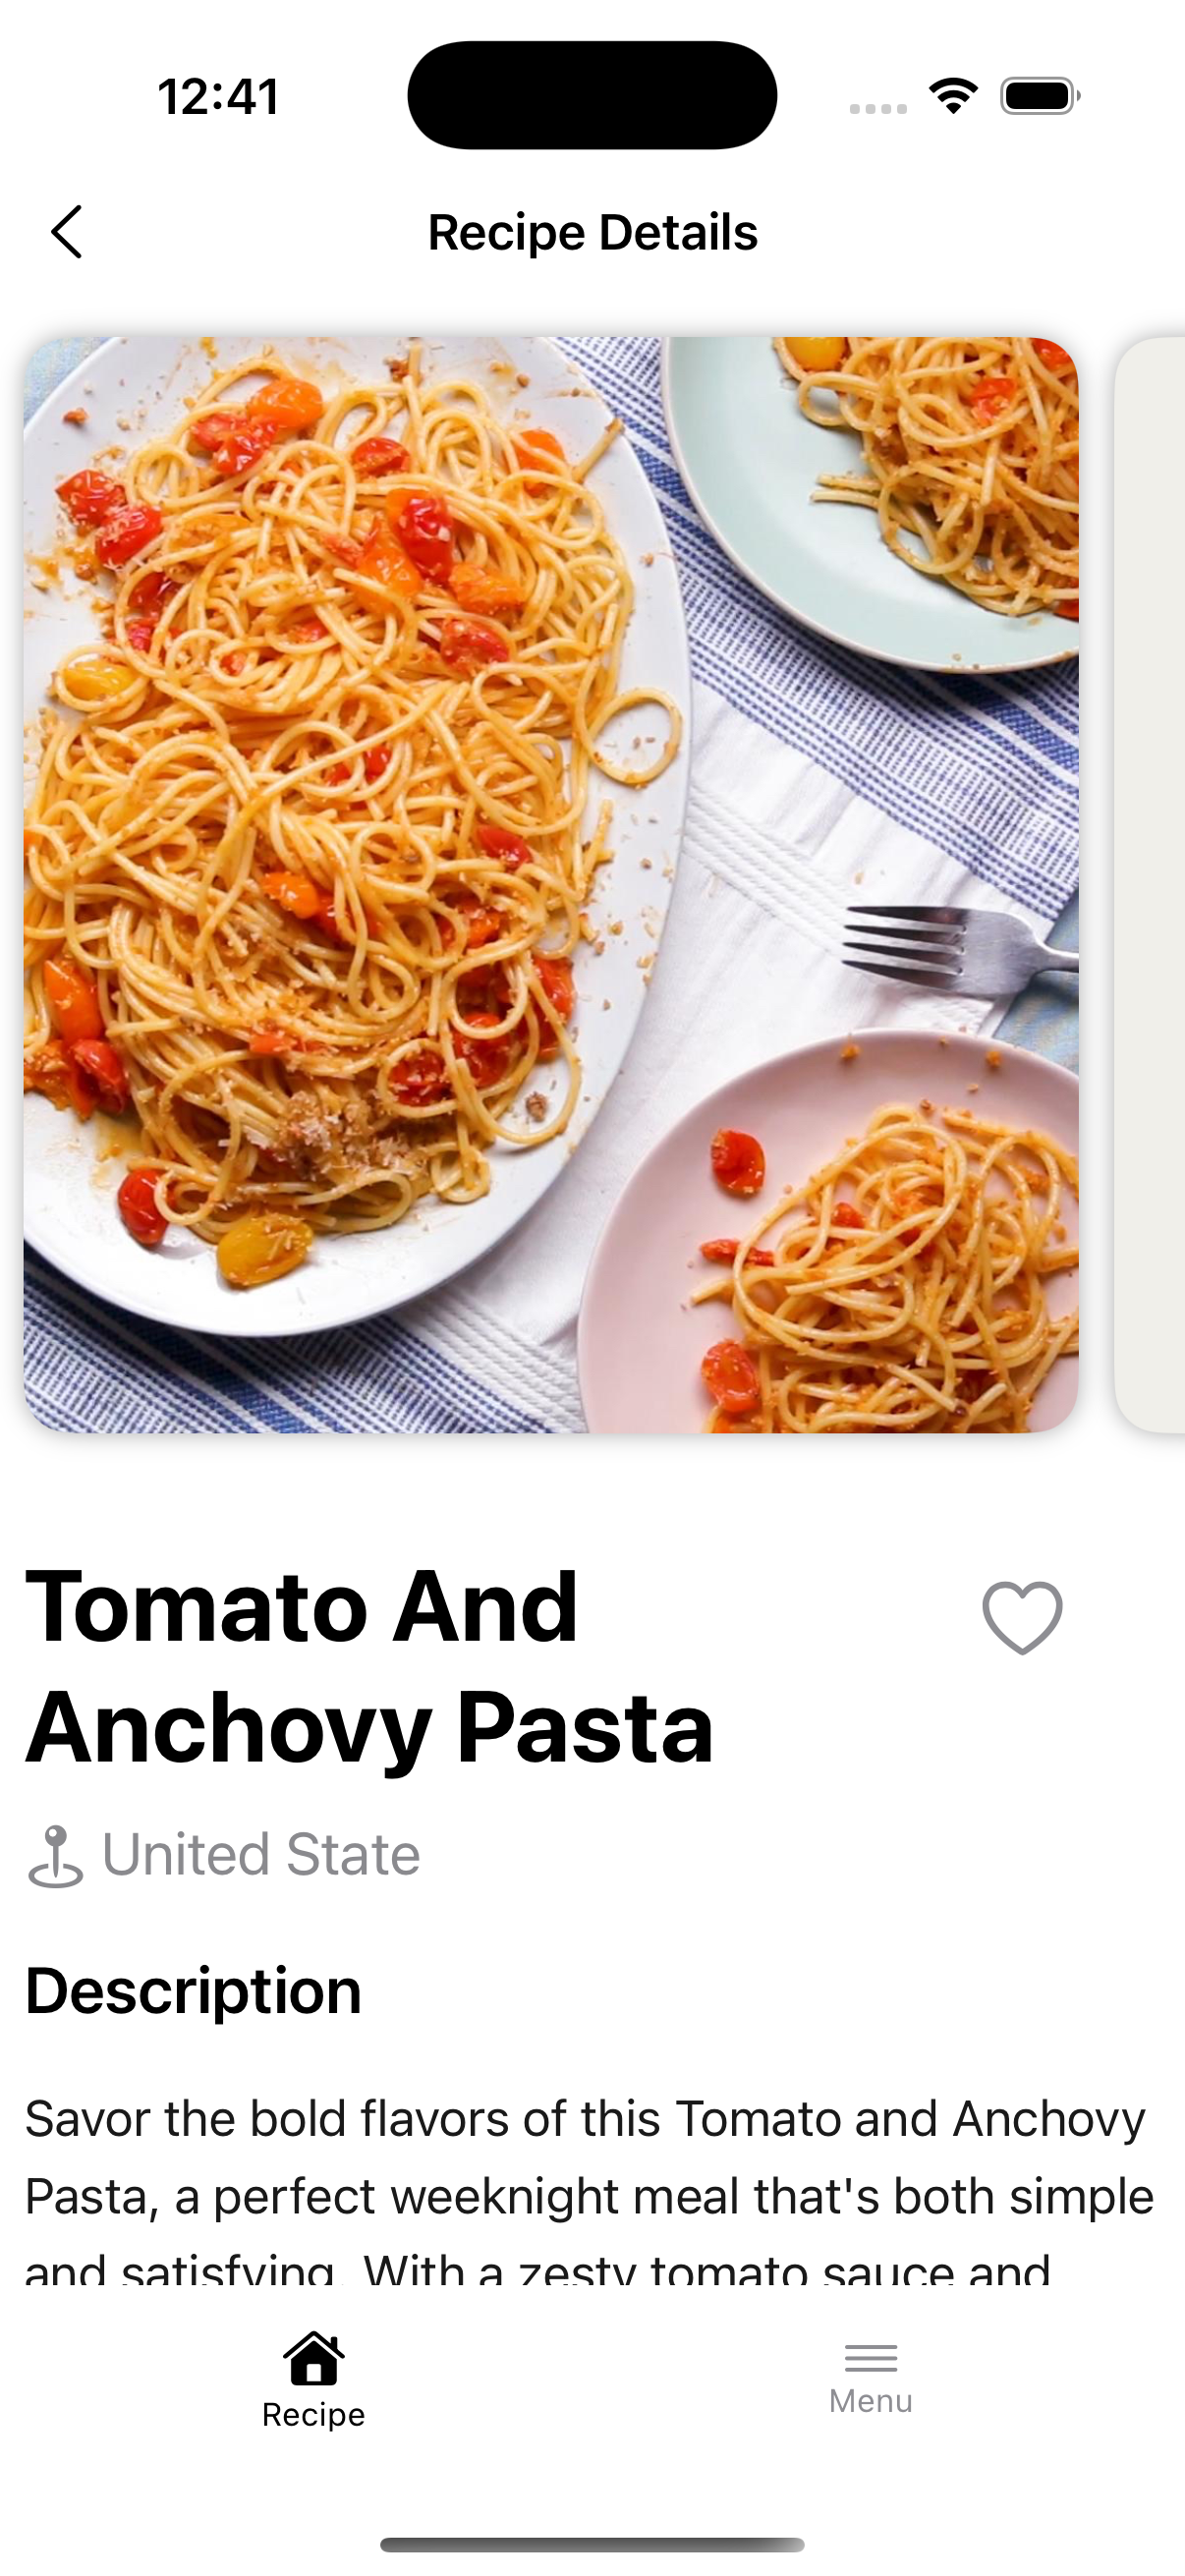 12:41
Recipe Details
Tomato And
Anchovy Pasta
United State
Description
Savor the bold flavors of this Tomato and Anchovy
Pasta, a perfect weeknight meal that's both simple
and satisfying. With a zesty tomato sauce and
Recipe
Menu